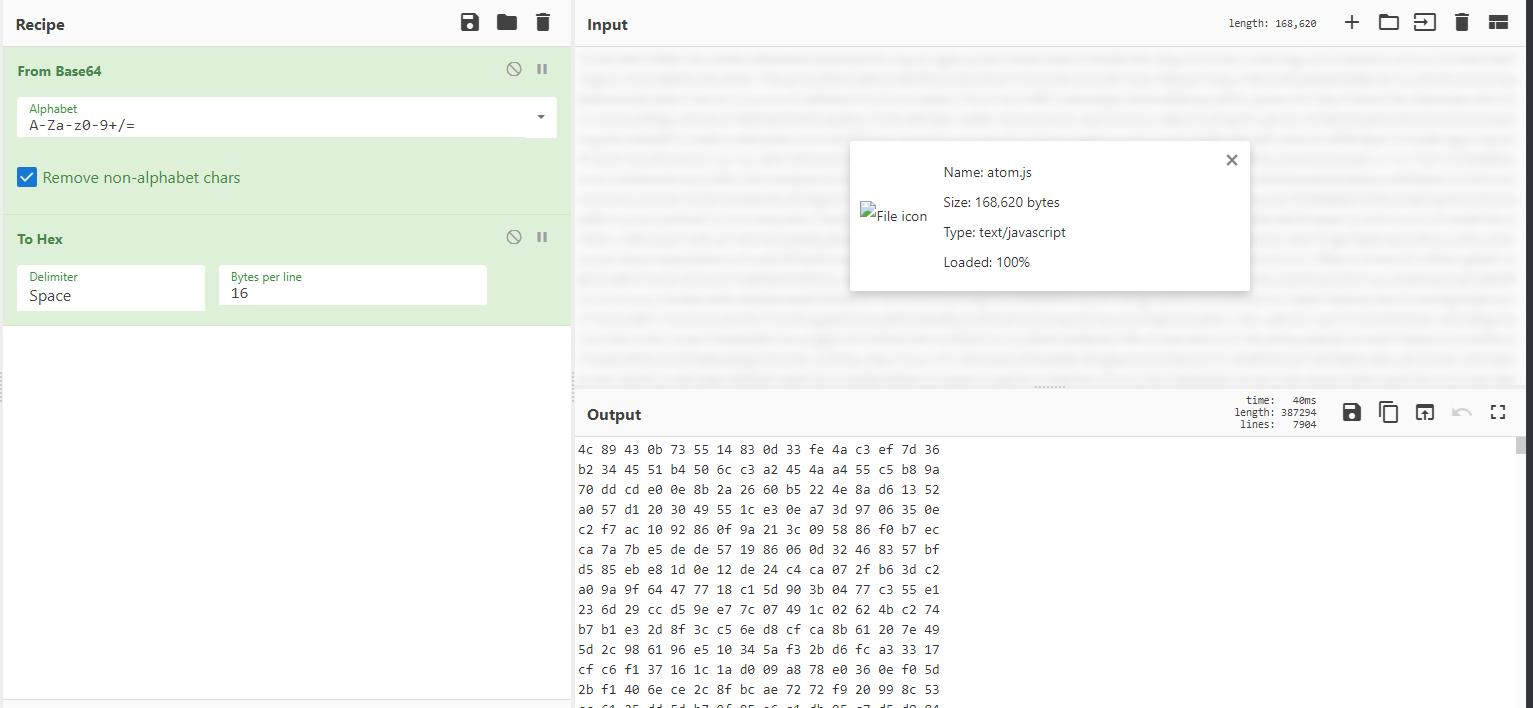 Recipe
From Base64
Alphabet
A-Za-z0-9+/=
Remove non-alphabet chars
To Hex
Delimiter
Space
Bytes per line
16
Input
length: 168,620
File icon
Name: atom.js
Size: 168,620 bytes
Type: text/javascript
Loaded: 100%
Output
time: 40ms
length: 387294
lines: 7904
4c 89 43 0b 73 55 14 83 0d 33 fe 4a c3 ef 7d 36
b2 34 45 51 b4 50 6c c3 a2 45 4a a4 55 c5 b8 9a
70 dd cd e0 0e 8b 2a 26 60 b5 22 4e 8a d6 13 52
a0 57 d1 20 30 49 55 1c e3 0e a7 3d 97 06 35 0e
c2 f7 ac 10 92 86 0f 9a 21 3c 09 58 86 f0 b7 ec
ca 7a 7b e5 de de 57 19 86 06 0d 32 46 83 57 bf
d5 85 eb e8 1d 0e 12 de 24 c4 ca 07 2f b6 3d c2
a0 9a 9f 64 47 77 18 c1 5d 90 3b 04 77 c3 55 e1
23 6d 29 cc d5 9e e7 7c 07 49 1c 02 62 4b c2 74
b7 b1 e3 2d 8f 3c c5 6e d8 cf ca 8b 61 20 7e 49
5d 2c 98 61 96 e5 10 34 5a f3 2b d6 fc a3 33 17
cf c6 f1 37 16 1c 1a d0 09 a8 78 e0 36 0e f0 5d
2b f1 40 6e ce 2c 8f bc ae 72 72 f9 20 99 8c 53